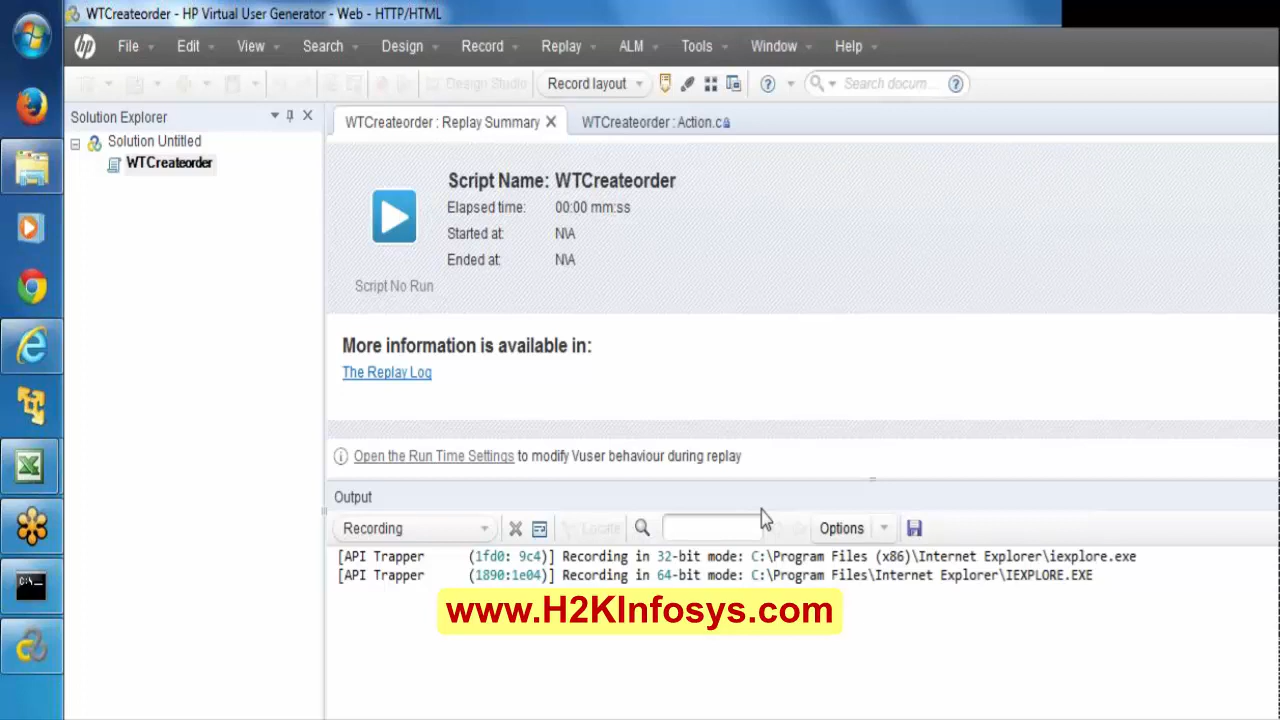 WTCreateorder - HP Virtual User Generator - Web - HTTP/HTML
hp File Edit View Search Design Record Replay ALM Tools Window Help
Design Studio Record layout Search docum...
Solution Explorer
Solution Untitled
WTCreateorder
WTCreateorder : Replay Summary WTCreateorder : Action.c
Script Name: WTCreateorder
Elapsed time: 00:00 mm:ss
Started at: N\A
Ended at: N\A
Script No Run
More information is available in:
The Replay Log
Open the Run Time Settings to modify Vuser behaviour during replay
Output
Recording Locate Options
[API Trapper (1fd0: 9c4)] Recording in 32-bit mode: C:\Program Files (x86)\Internet Explorer\iexplore.exe
[API Trapper (1890:1e04)] Recording in 64-bit mode: C:\Program Files\Internet Explorer\IEXPLORE.EXE
www.H2KInfosys.com